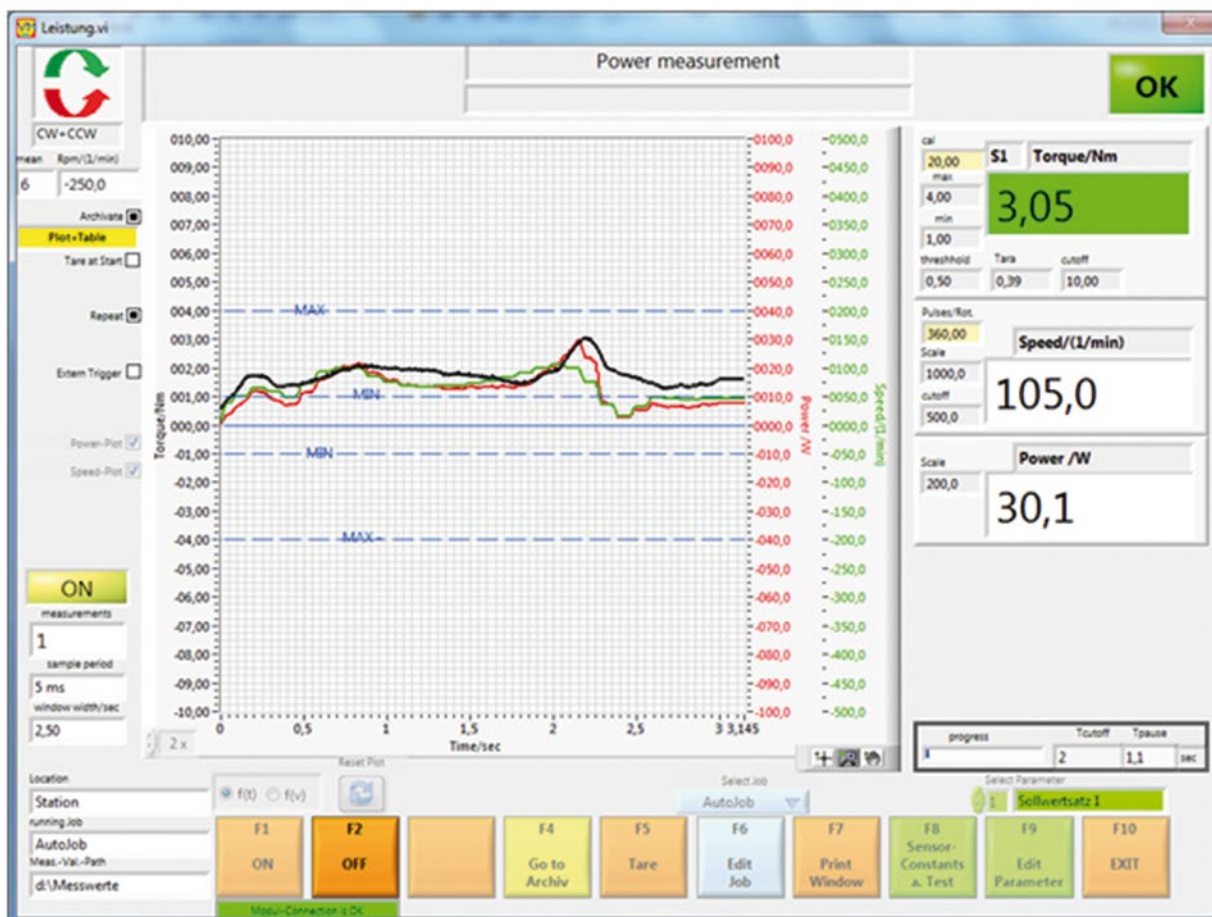 Leistung.vi
Power measurement
OK
CW+CCW
mean Rpm/(1/min)
6 -250,0
Archivate
Plot+Table
Tare at Start
Repeat
Extern Trigger
Power-Plot
Speed-Plot
ON
measurements
1
sample period
5 ms
window width/sec
2,50
Torque/Nm
010,00
009,00
008,00
007,00
006,00
005,00
004,00
003,00
002,00
001,00
000,00
-01,00
-02,00
-03,00
-04,00
-05,00
-06,00
-07,00
-08,00
-09,00
-10,00
MAX
MIN
MIN
MAX -
0 0,5 1 1,5 2 2,5 3 3,145
Time/sec
2 x
0100,0
0090,0
0080,0
0070,0
0060,0
0050,0
0040,0
0030,0
0020,0
0010,0
0000,0
-010,0
-020,0
-030,0
-040,0
-050,0
-060,0
-070,0
-080,0
-090,0
-100,0
Power /W
0500,0
0450,0
0400,0
0350,0
0300,0
0250,0
0200,0
0150,0
0100,0
0050,0
0000,0
-050,0
-100,0
-150,0
-200,0
-250,0
-300,0
-350,0
-400,0
-450,0
-500,0
Speed/(1/min)
cal
20,00
S1 Torque/Nm
max
4,00
3,05
min
1,00
threshhold Tara cutoff
0,50 0,39 10,00
Pulses/Rot.
360,00
Speed/(1/min)
Scale
1000,0
105,0
cutoff
500,0
Power /W
Scale
200,0
30,1
progress Tcutoff Tpause
2 1,1 sec
Reset Plot
Select Job
Select Parameter
Location
Station
f(t) f(v)
AutoJob
1 Sollwertsatz 1
running Job
AutoJob
Meas.-Val.-Path
d:\Messwerte
F1
ON
F2
OFF
F4
Go to
Archiv
F5
Tare
F6
Edit
Job
F7
Print
Window
F8
Sensor-
Constants
a. Test
F9
Edit
Parameter
F10
EXIT
Modul-Connection is OK